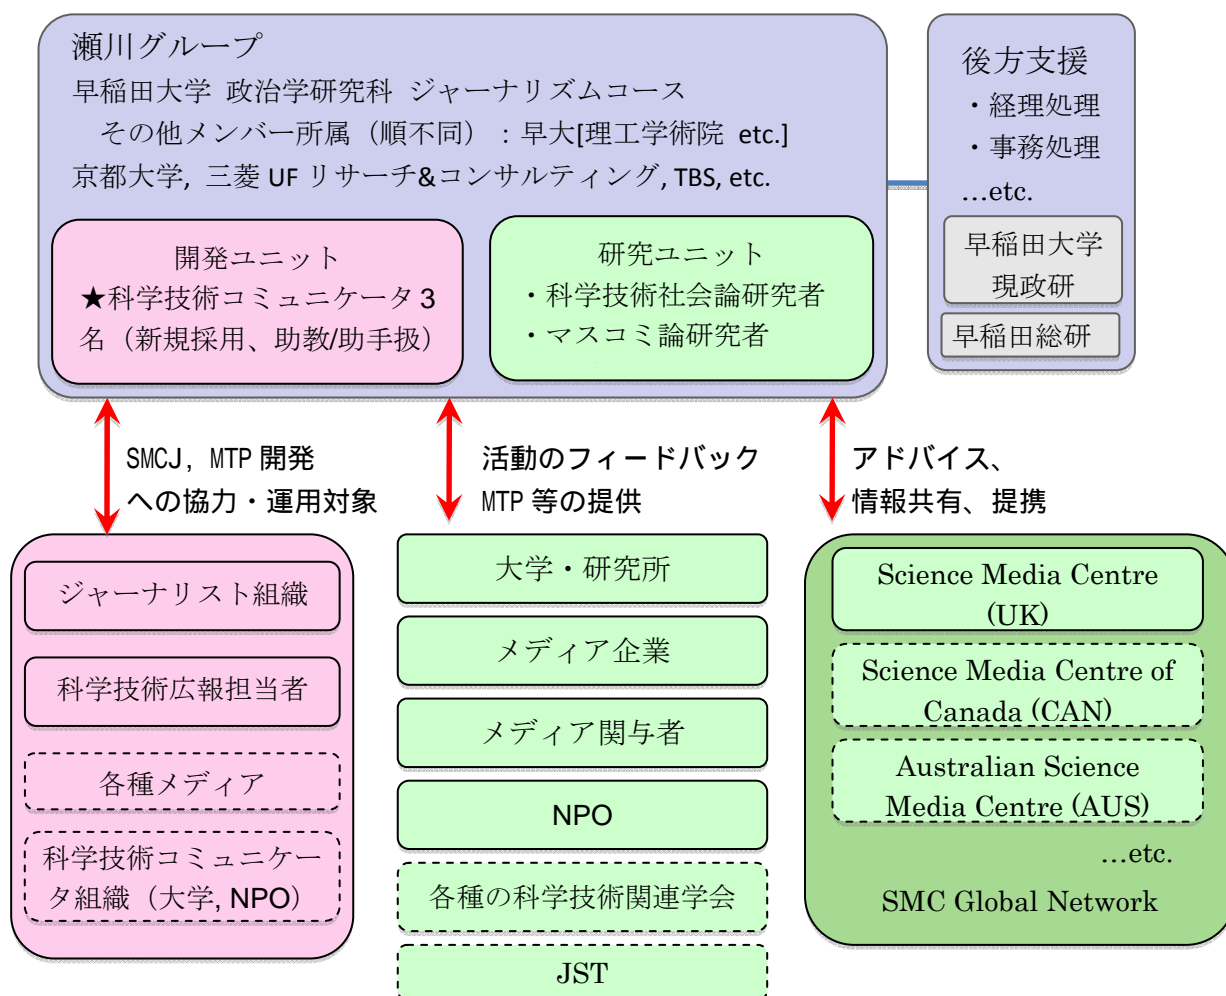 瀬川グループ
早稲田大学 政治学研究科 ジャーナリズムコース
その他メンバー所属（順不同）：早大[理工学術院 etc.]
京都大学, 三菱 UF リサーチ&コンサルティング, TBS, etc.
開発ユニット
★科学技術コミュニケータ 3
名（新規採用、助教/助手扱）
研究ユニット
・科学技術社会論研究者
・マスコミ論研究者
後方支援
・経理処理
・事務処理
…etc.
早稲田大学
現政研
早稲田総研
SMCJ, MTP 開発
への協力・運用対象
活動のフィードバック
MTP 等の提供
アドバイス、
情報共有、提携
ジャーナリスト組織
科学技術広報担当者
各種メディア
科学技術コミュニケー
タ組織（大学, NPO）
大学・研究所
メディア企業
メディア関与者
NPO
各種の科学技術関連学会
JST
Science Media Centre
(UK)
Science Media Centre of
Canada (CAN)
Australian Science
Media Centre (AUS)
…etc.
SMC Global Network